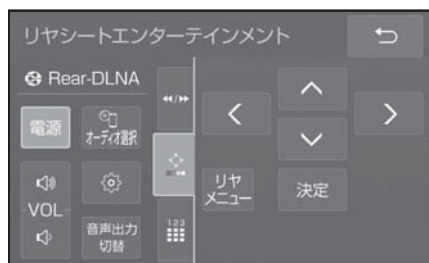 リヤシートエンターテインメント
Rear-DLNA
電源
オーディオ選択
VOL
音声出力
切替
123
リヤ
メニュー
決定